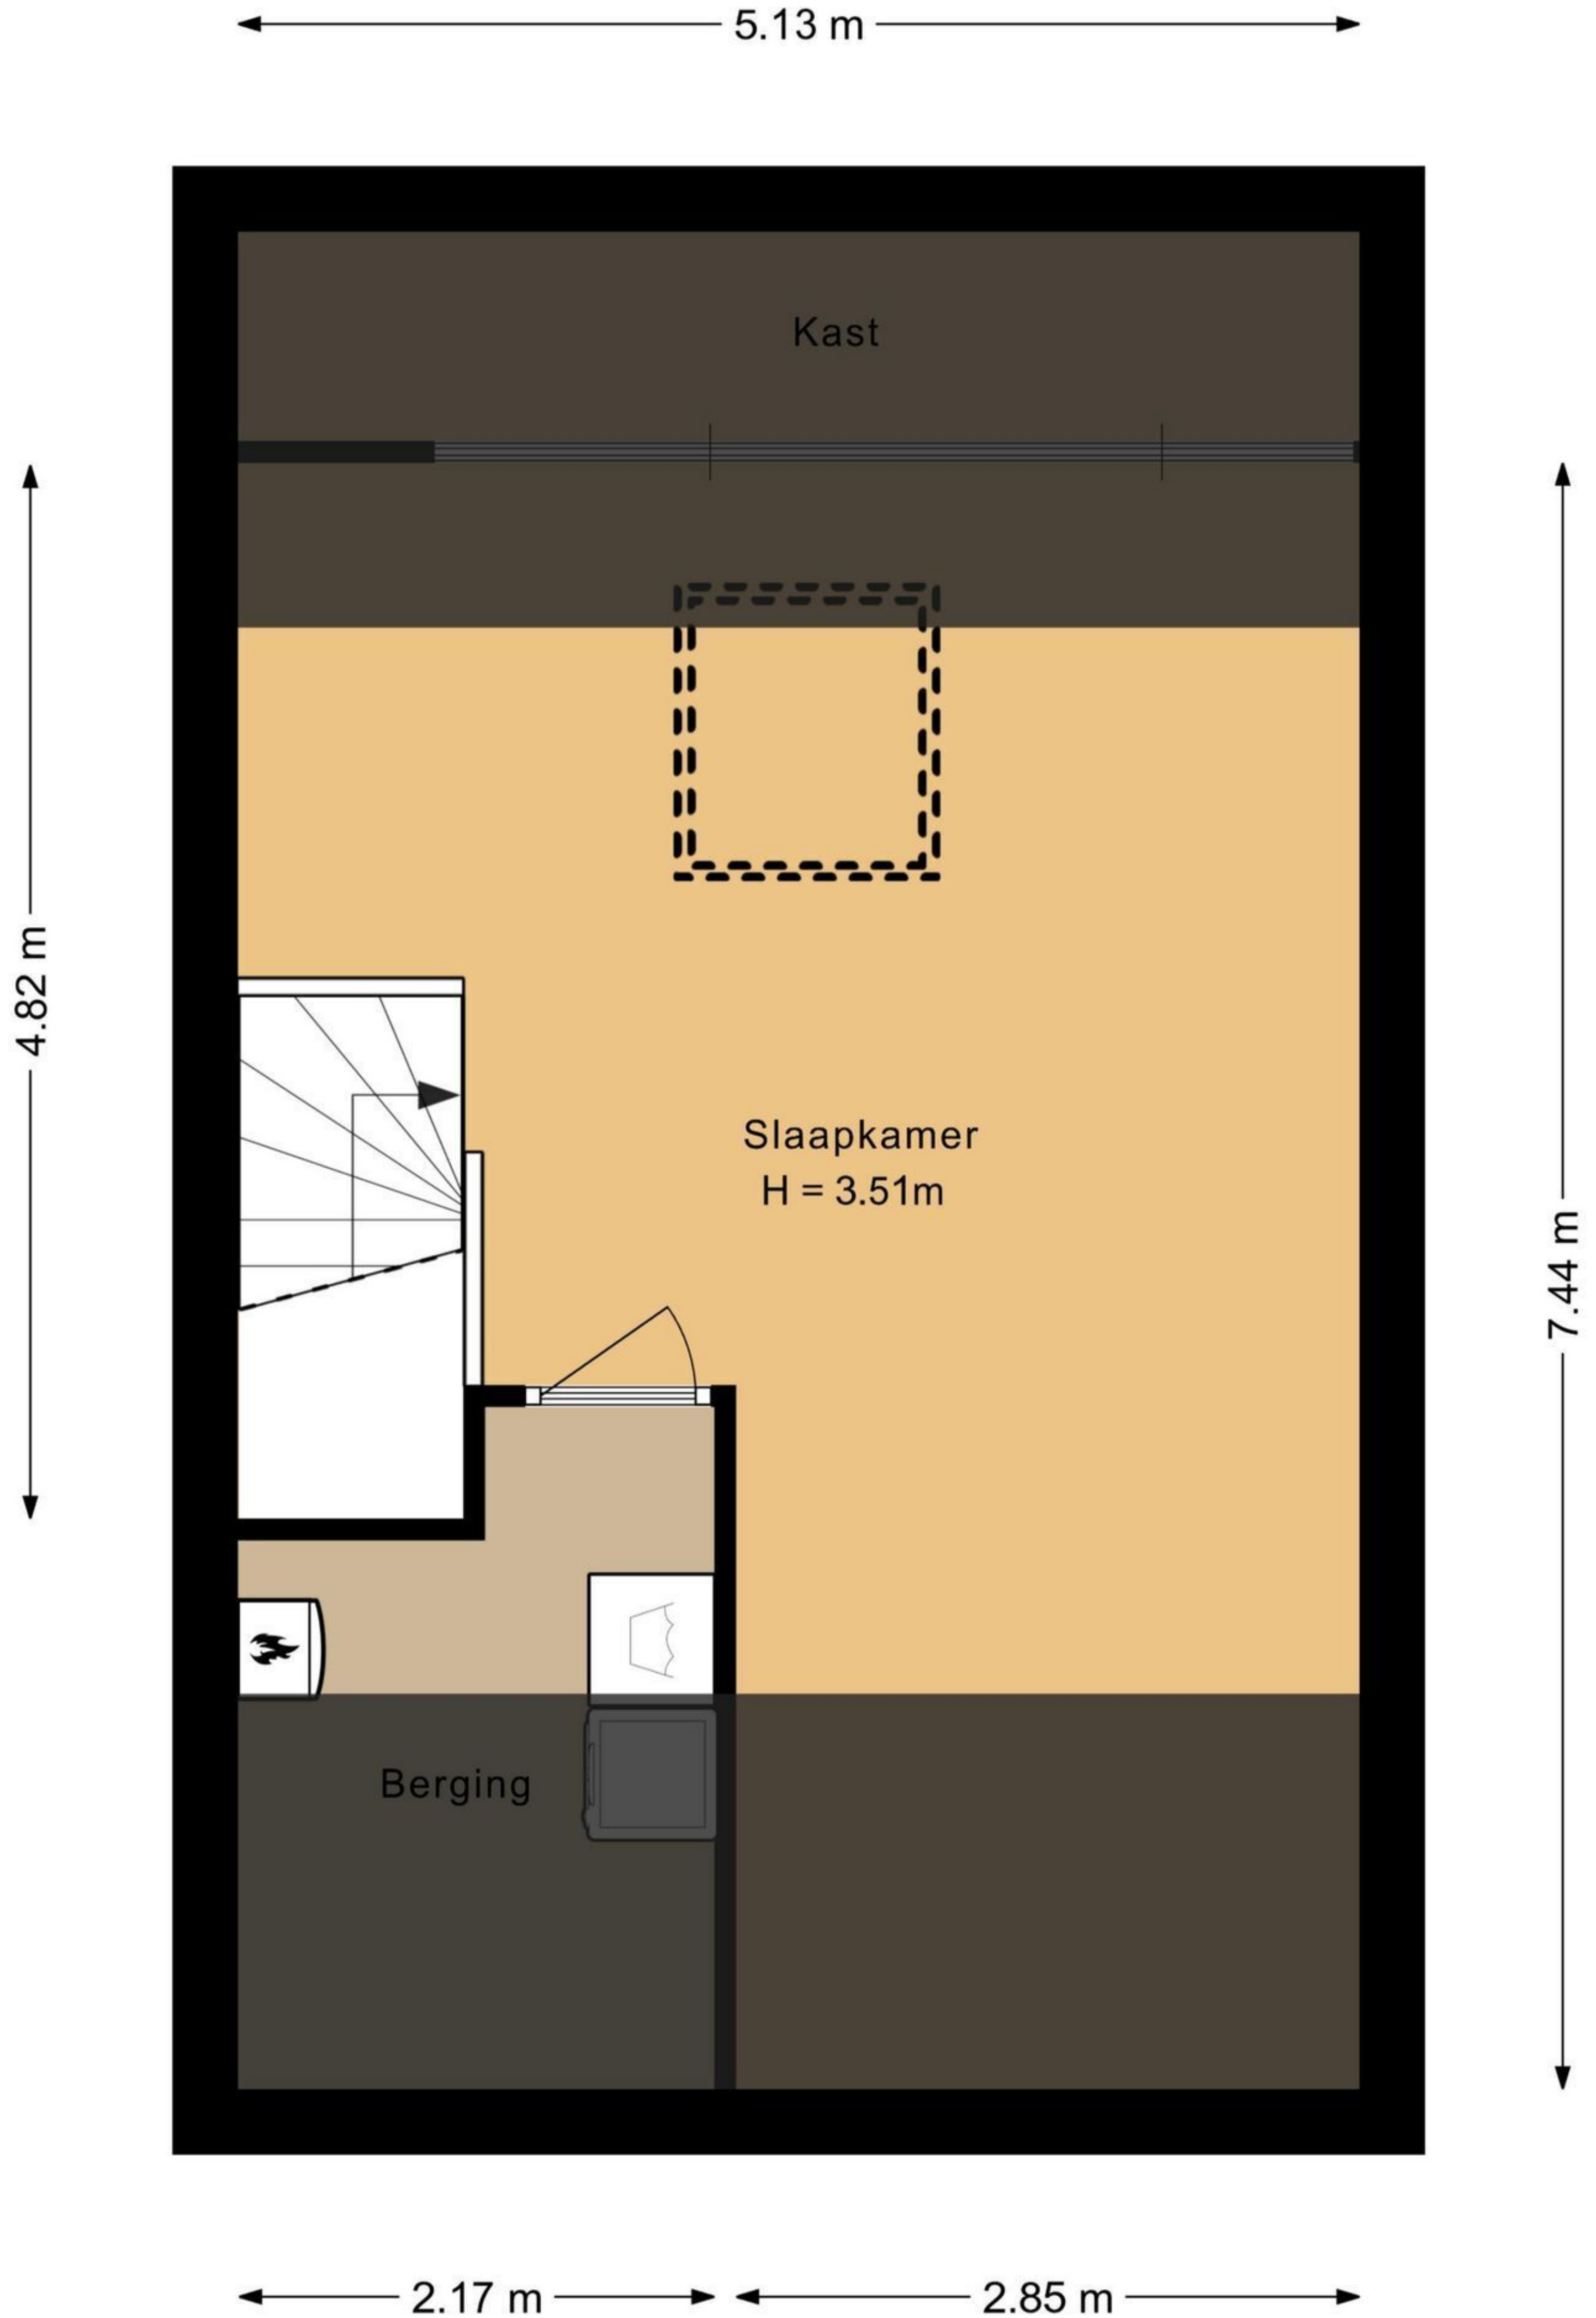 5.13 m
Kast
4.82 m
Slaapkamer
H = 3.51m
7.44 m
Berging
2.17 m
2.85 m